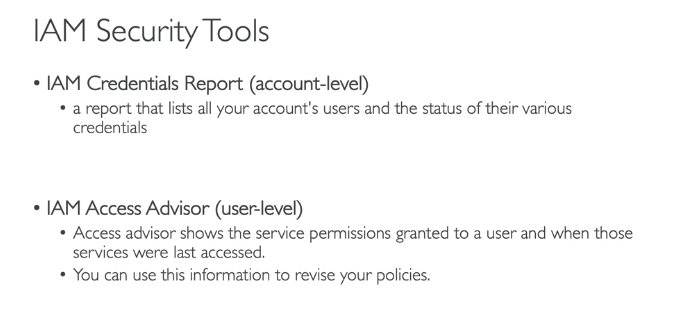 IAM Security Tools
• IAM Credentials Report (account-level)
• a report that lists all your account's users and the status of their various
credentials
• IAM Access Advisor (user-level)
• Access advisor shows the service permissions granted to a user and when those
services were last accessed.
• You can use this information to revise your policies.